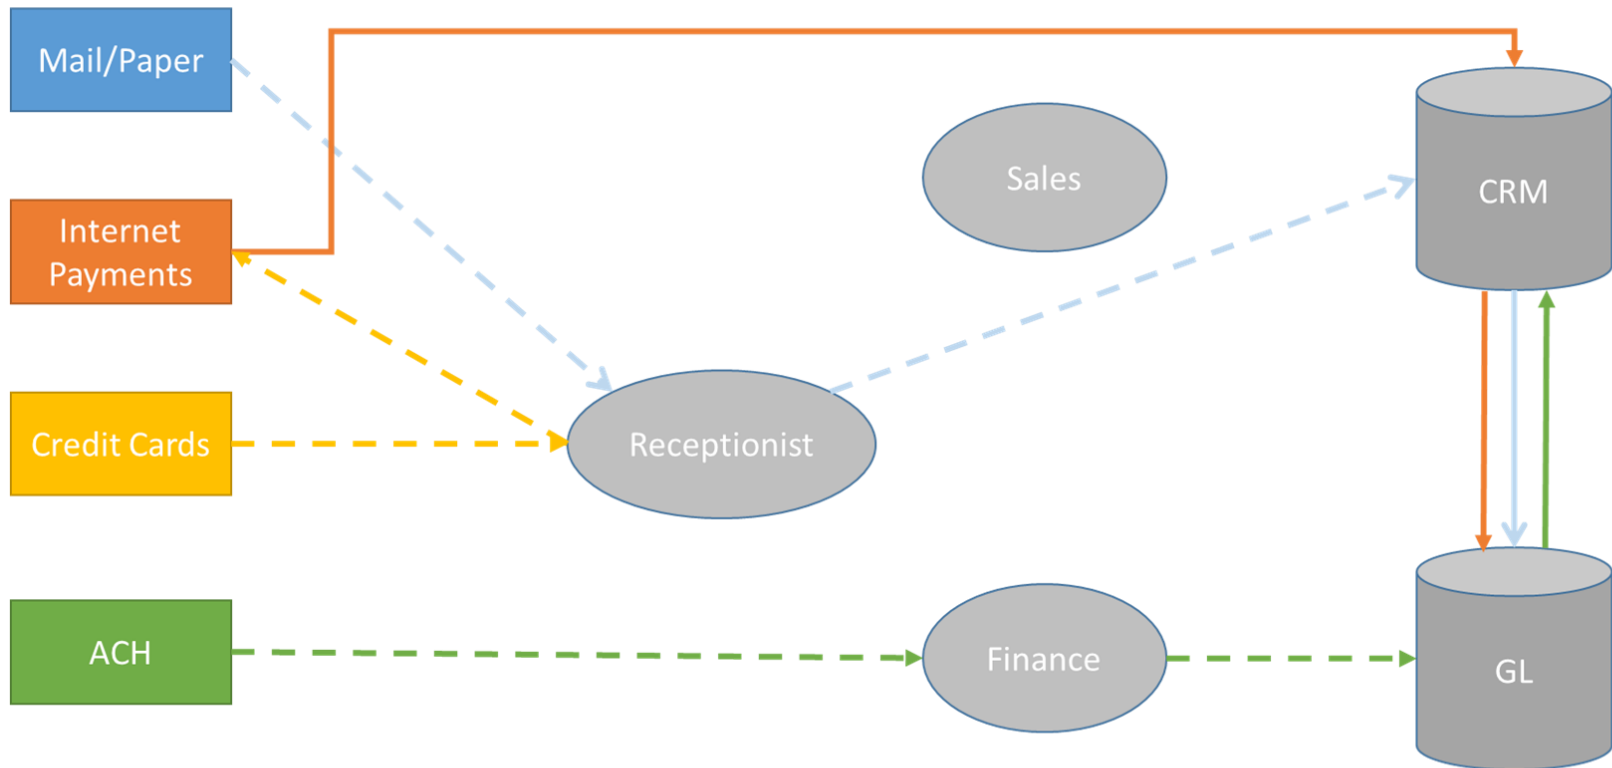 Mail/Paper
Sales
CRM
Internet
Payments
Credit Cards
Receptionist
ACH
Finance
GL